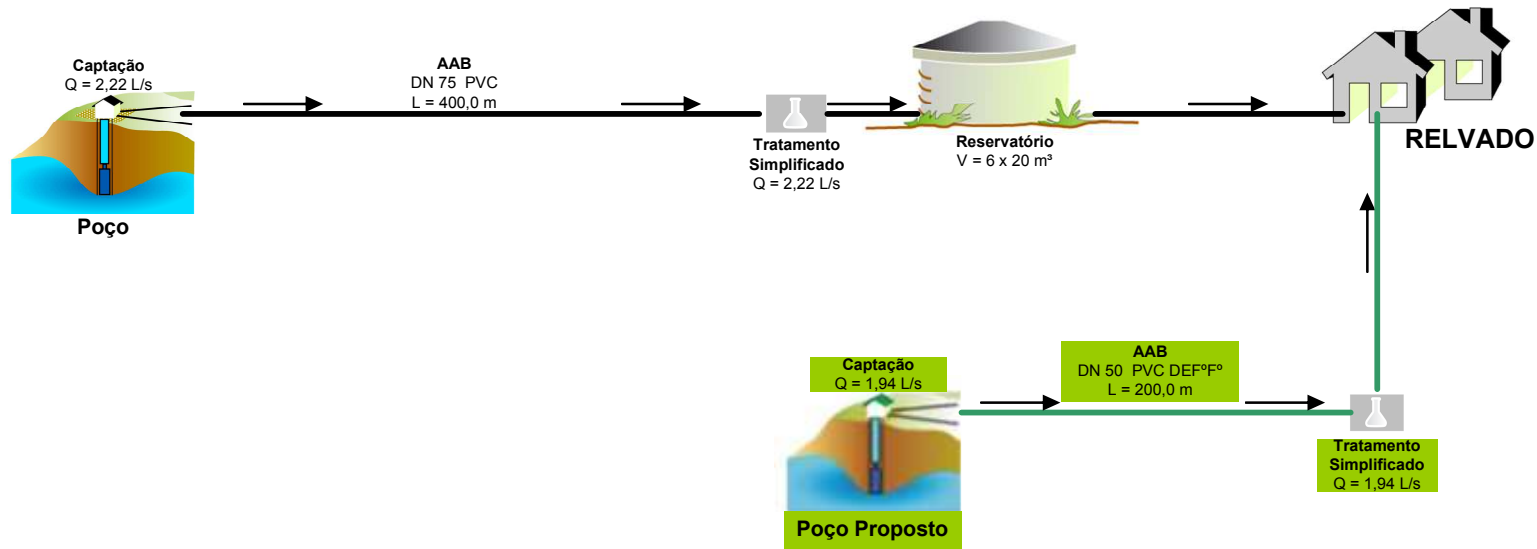 Captação
Q = 2,22 L/s
Poço
AAB
DN 75 PVC
L = 400,0 m
Tratamento
Simplificado
Q = 2,22 L/s
Reservatório
V = 6 x 20 m³
RELVADO
Captação
Q = 1,94 L/s
Poço Proposto
AAB
DN 50 PVC DEFºFº
L = 200,0 m
Tratamento
Simplificado
Q = 1,94 L/s